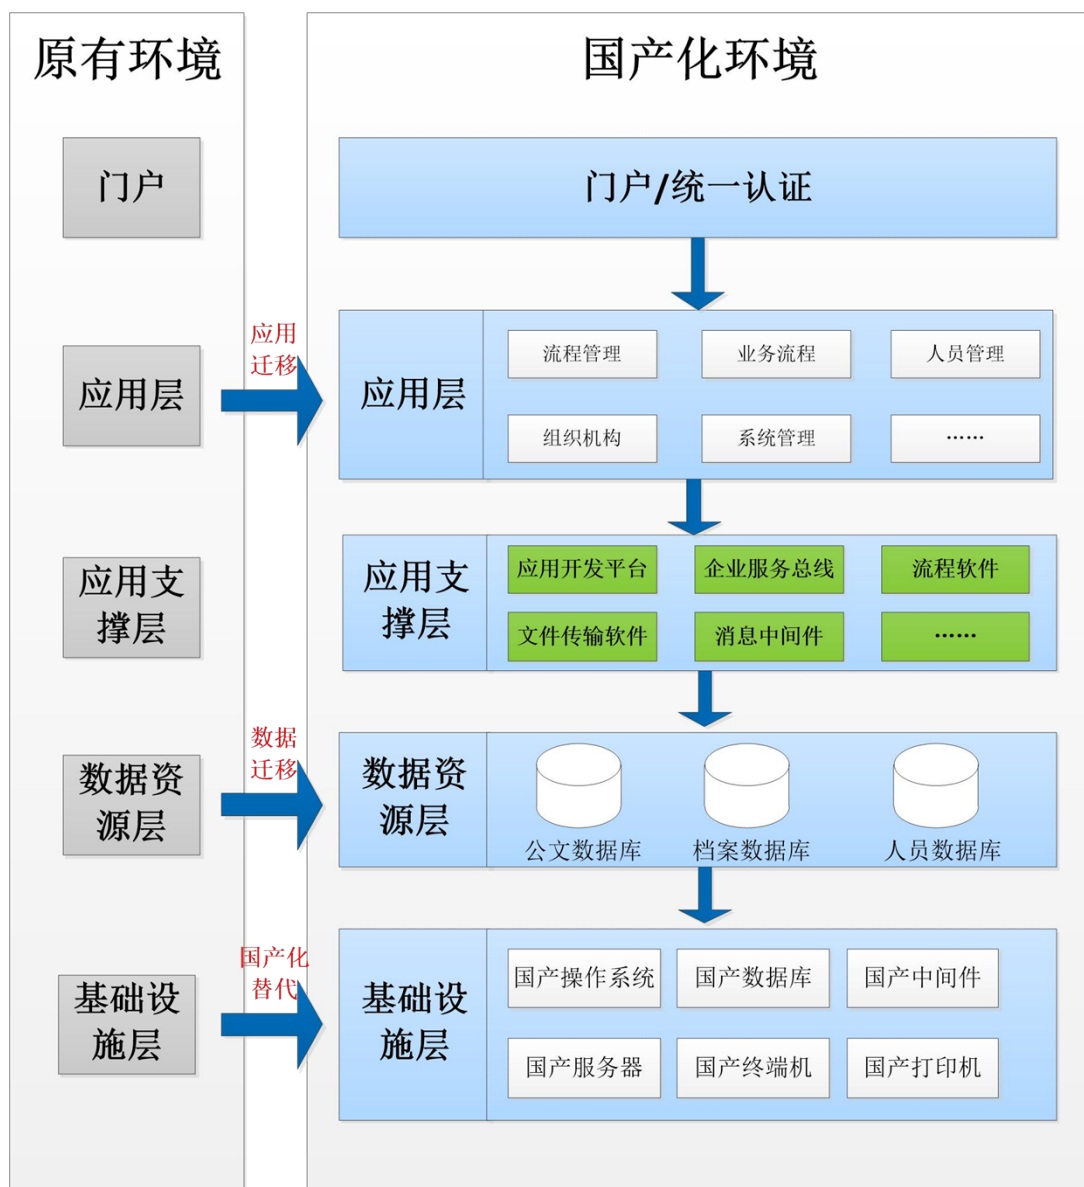 原有环境
国产化环境
门户
门户/统一认证
应用
迁移
应用层
应用层
流程管理
业务流程
人员管理
组织机构
系统管理
……
应用支
撑层
应用支
撑层
应用开发平台
企业服务总线
流程软件
文件传输软件
消息中间件
……
数据
迁移
数据资
源层
数据资
源层
公文数据库
档案数据库
人员数据库
国产化
替代
基础设
施层
基础设
施层
国产操作系统
国产数据库
国产中间件
国产服务器
国产终端机
国产打印机